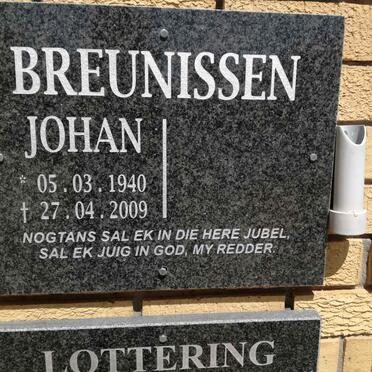 BREUNISSEN
JOHAN
* 05 . 03 . 1940
† 27 . 04 . 2009
NOGTANS SAL EK IN DIE HERE JUBEL,
SAL EK JUIG IN GOD, MY REDDER.
LOTTERING